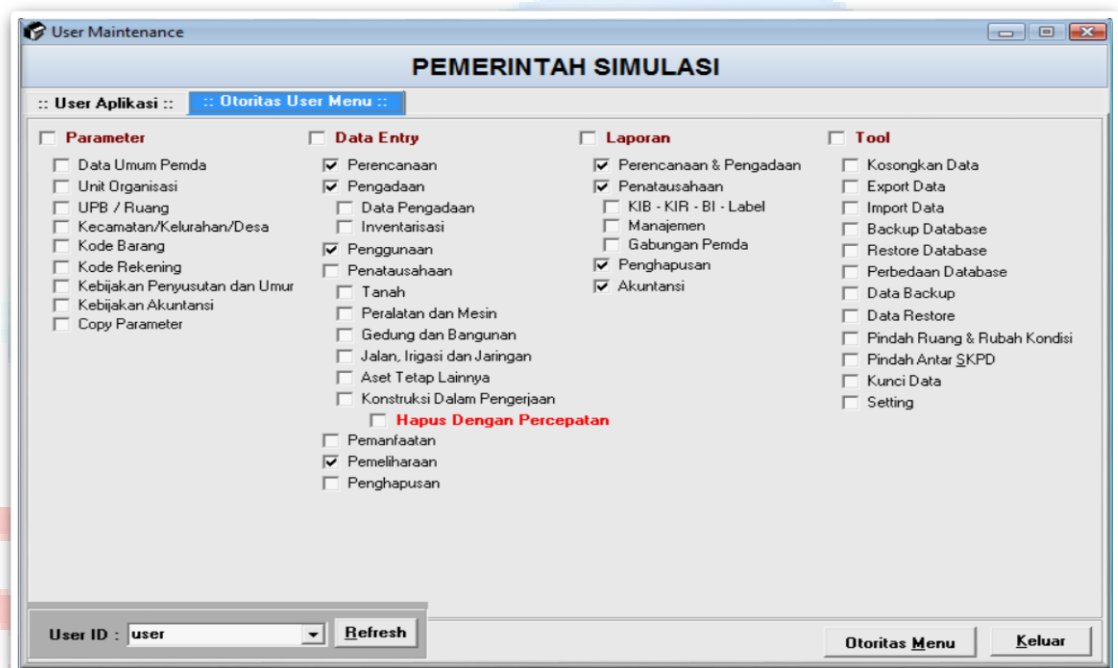 User Maintenance
PEMERINTAH SIMULASI
:: User Aplikasi ::
:: Otoritas User Menu ::
Parameter
Data Umum Pemda
Unit Organisasi
UPB / Ruang
Kecamatan/Kelurahan/Desa
Kode Barang
Kode Rekening
Kebijakan Penyusutan dan Umur
Kebijakan Akuntansi
Copy Parameter
Data Entry
Perencanaan
Pengadaan
Data Pengadaan
Inventarisasi
Penggunaan
Penatausahaan
Tanah
Peralatan dan Mesin
Gedung dan Bangunan
Jalan, Irigasi dan Jaringan
Aset Tetap Lainnya
Konstruksi Dalam Pengerjaan
Hapus Dengan Percepatan
Pemanfaatan
Pemeliharaan
Penghapusan
Laporan
Perencanaan & Pengadaan
Penatausahaan
KIB - KIR - BI - Label
Manajemen
Gabungan Pemda
Penghapusan
Akuntansi
Tool
Kosongkan Data
Export Data
Import Data
Backup Database
Restore Database
Perbedaan Database
Data Backup
Data Restore
Pindah Ruang & Rubah Kondisi
Pindah Antar SKPD
Kunci Data
Setting
User ID : user
Refresh
Otoritas Menu
Keluar